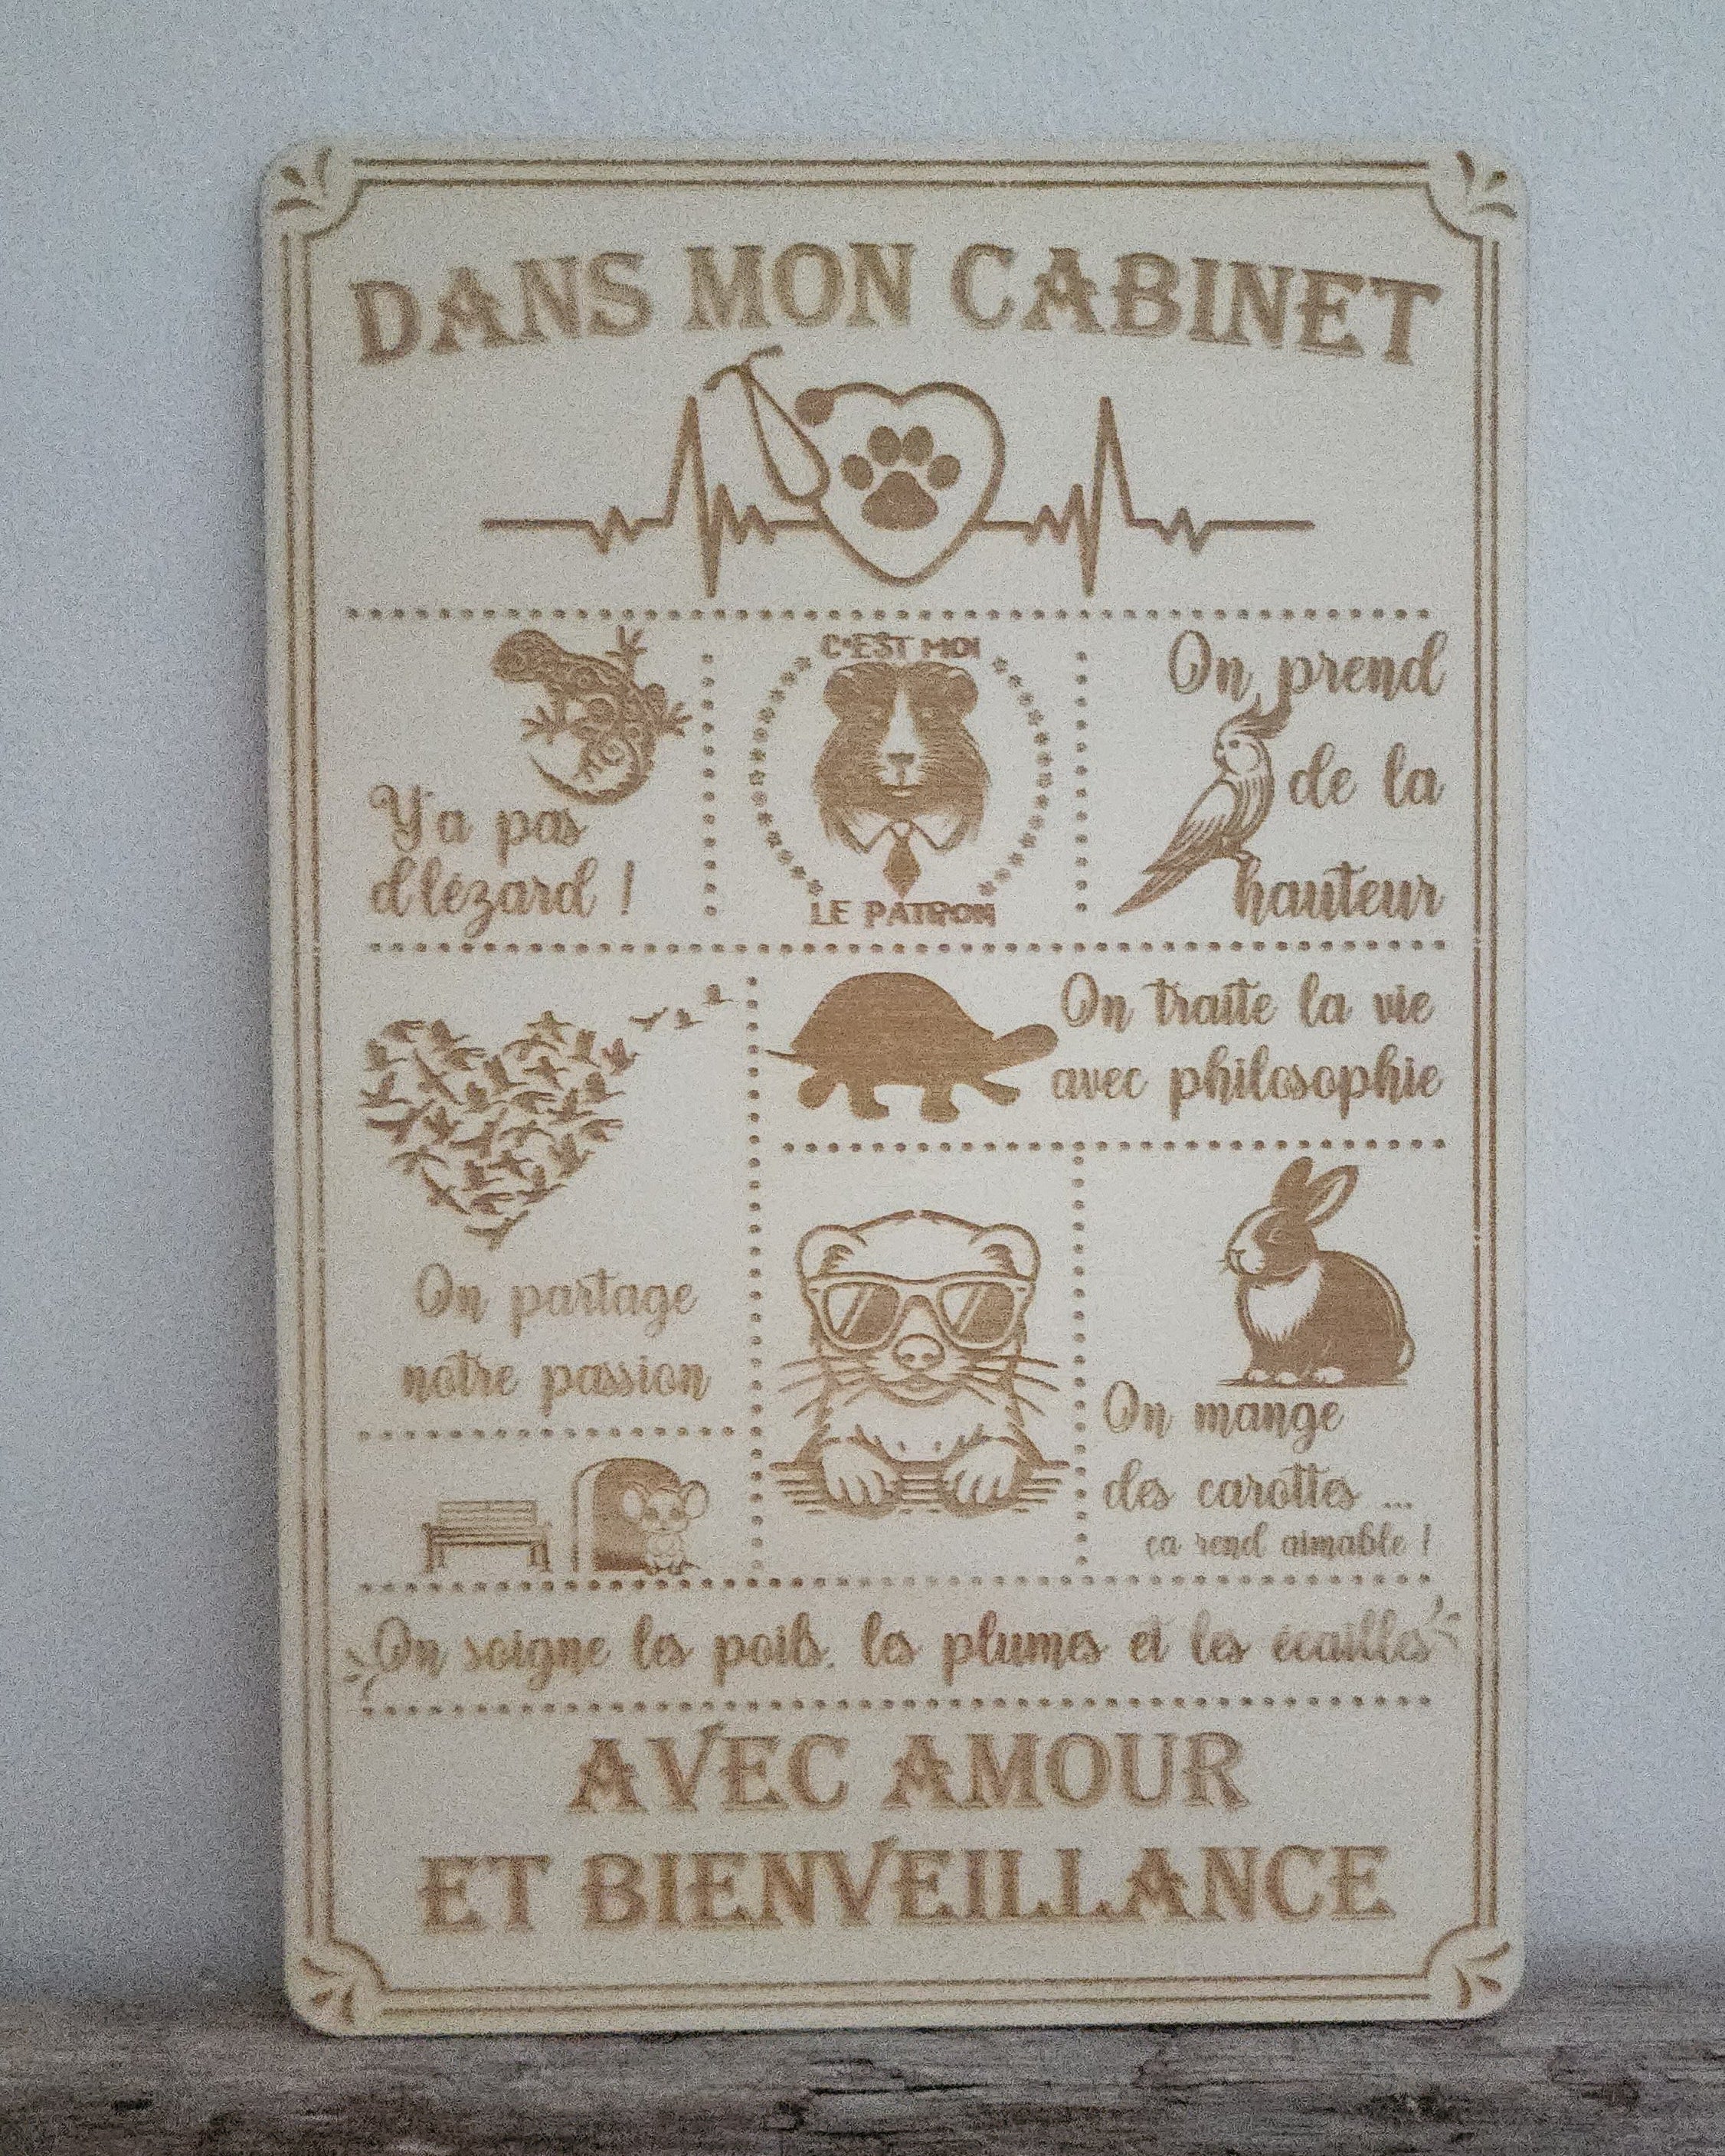 DANS MON CABINET
Y'a pas
d'lézard !
C'EST MOI
LE PATRON
On prend
de la
hauteur
On traite la vie
avec philosophie
On partage
notre passion
On mange
des carottes ...
ça rend aimable !
On soigne les poils, les plumes et les écailles
AVEC AMOUR
ET BIENVEILLANCE